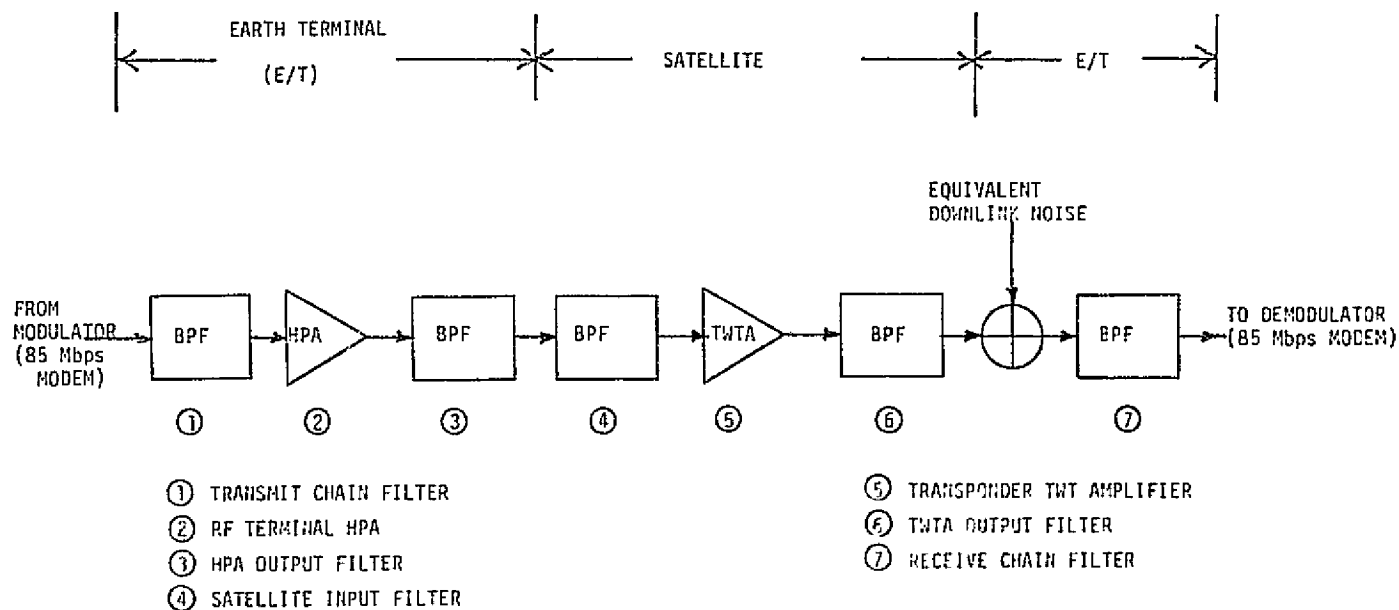 EARTH TERMINAL
(E/T)
SATELLITE
E/T
EQUIVALENT
DOWNLINK NOISE
FROM
MODULATOR
(85 Mbps
MODEM)
BPF
HPA
BPF
BPF
TWTA
BPF
BPF
TO DEMODULATOR
(85 Mbps MODEM)
① ② ③ ④ ⑤ ⑥ ⑦
① TRANSMIT CHAIN FILTER
② RF TERMINAL HPA
③ HPA OUTPUT FILTER
④ SATELLITE INPUT FILTER
⑤ TRANSPONDER TWT AMPLIFIER
⑥ TWTA OUTPUT FILTER
⑦ RECEIVE CHAIN FILTER